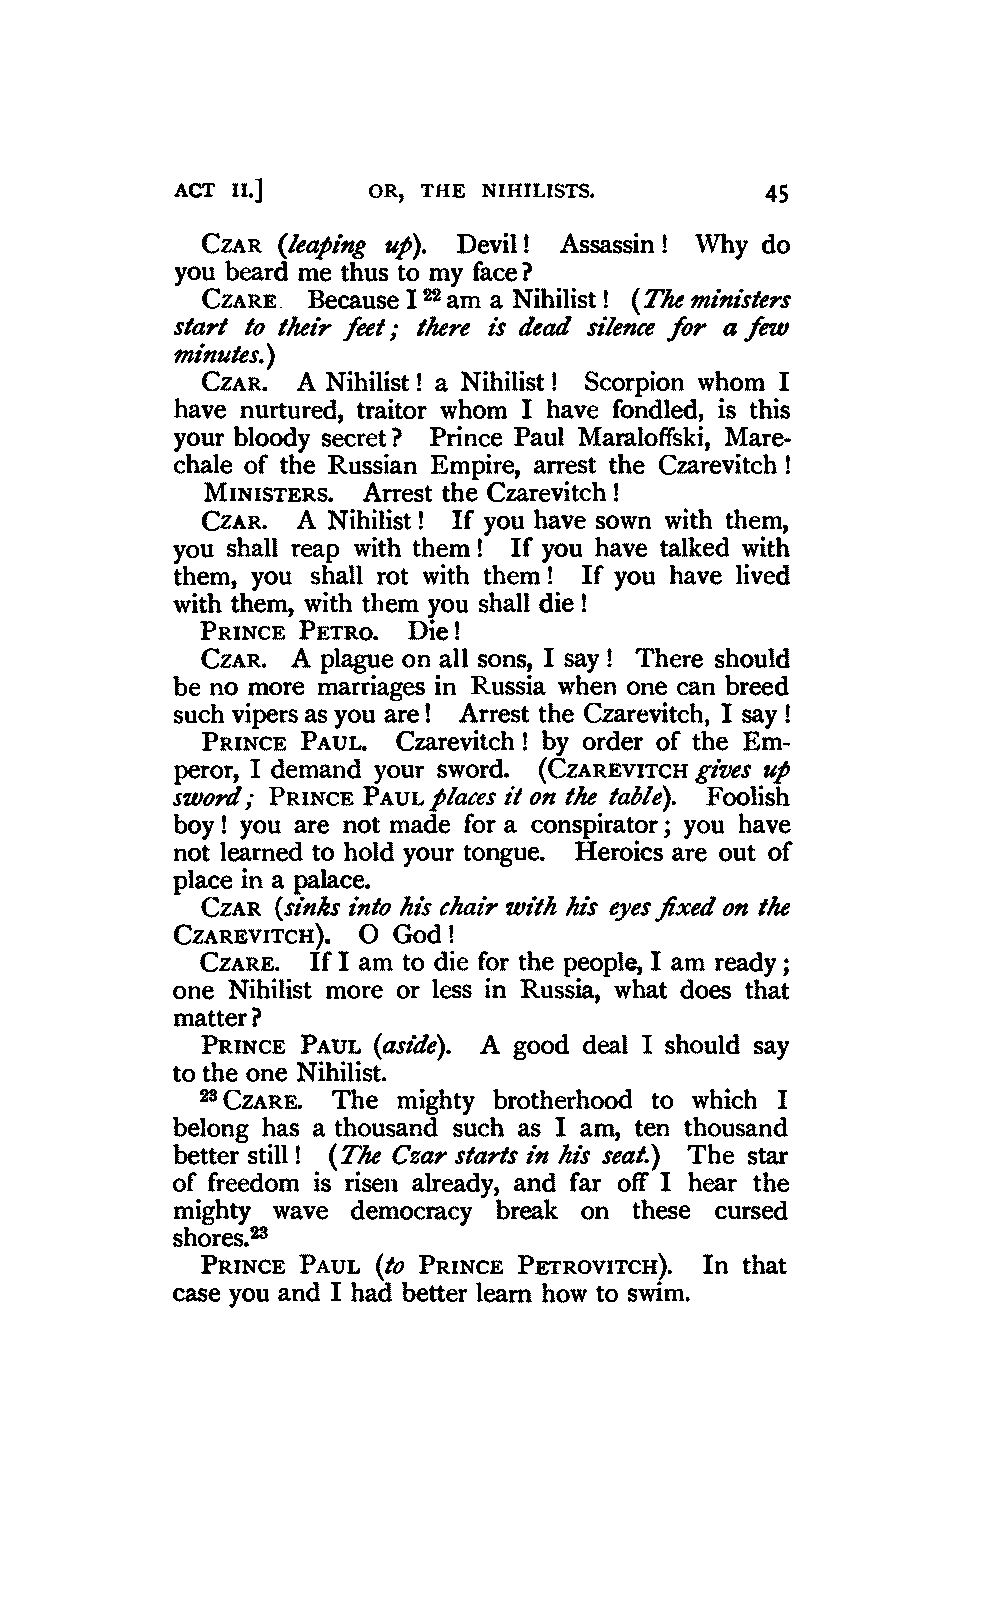 ACT II.] OR, THE NIHILISTS. 45
CZAR (leaping up). Devil! Assassin! Why do
you beard me thus to my face?
CZARE. Because I 22 am a Nihilist! (The ministers
start to their feet; there is dead silence for a few
minutes.)
CZAR. A Nihilist! a Nihilist! Scorpion whom I
have nurtured, traitor whom I have fondled, is this
your bloody secret? Prince Paul Maraloffski, Mare-
chale of the Russian Empire, arrest the Czarevitch!
MINISTERS. Arrest the Czarevitch!
CZAR. A Nihilist! If you have sown with them,
you shall reap with them! If you have talked with
them, you shall rot with them! If you have lived
with them, with them you shall die!
PRINCE PETRO. Die!
CZAR. A plague on all sons, I say! There should
be no more marriages in Russia when one can breed
such vipers as you are! Arrest the Czarevitch, I say!
PRINCE PAUL. Czarevitch! by order of the Em-
peror, I demand your sword. (CZAREVITCH gives up
sword; PRINCE PAUL places it on the table). Foolish
boy! you are not made for a conspirator; you have
not learned to hold your tongue. Heroics are out of
place in a palace.
CZAR (sinks into his chair with his eyes fixed on the
CZAREVITCH). O God!
CZARE. If I am to die for the people, I am ready;
one Nihilist more or less in Russia, what does that
matter?
PRINCE PAUL (aside). A good deal I should say
to the one Nihilist.
23 CZARE. The mighty brotherhood to which I
belong has a thousand such as I am, ten thousand
better still! (The Czar starts in his seat.) The star
of freedom is risen already, and far off I hear the
mighty wave democracy break on these cursed
shores.23
PRINCE PAUL (to PRINCE PETROVITCH). In that
case you and I had better learn how to swim.